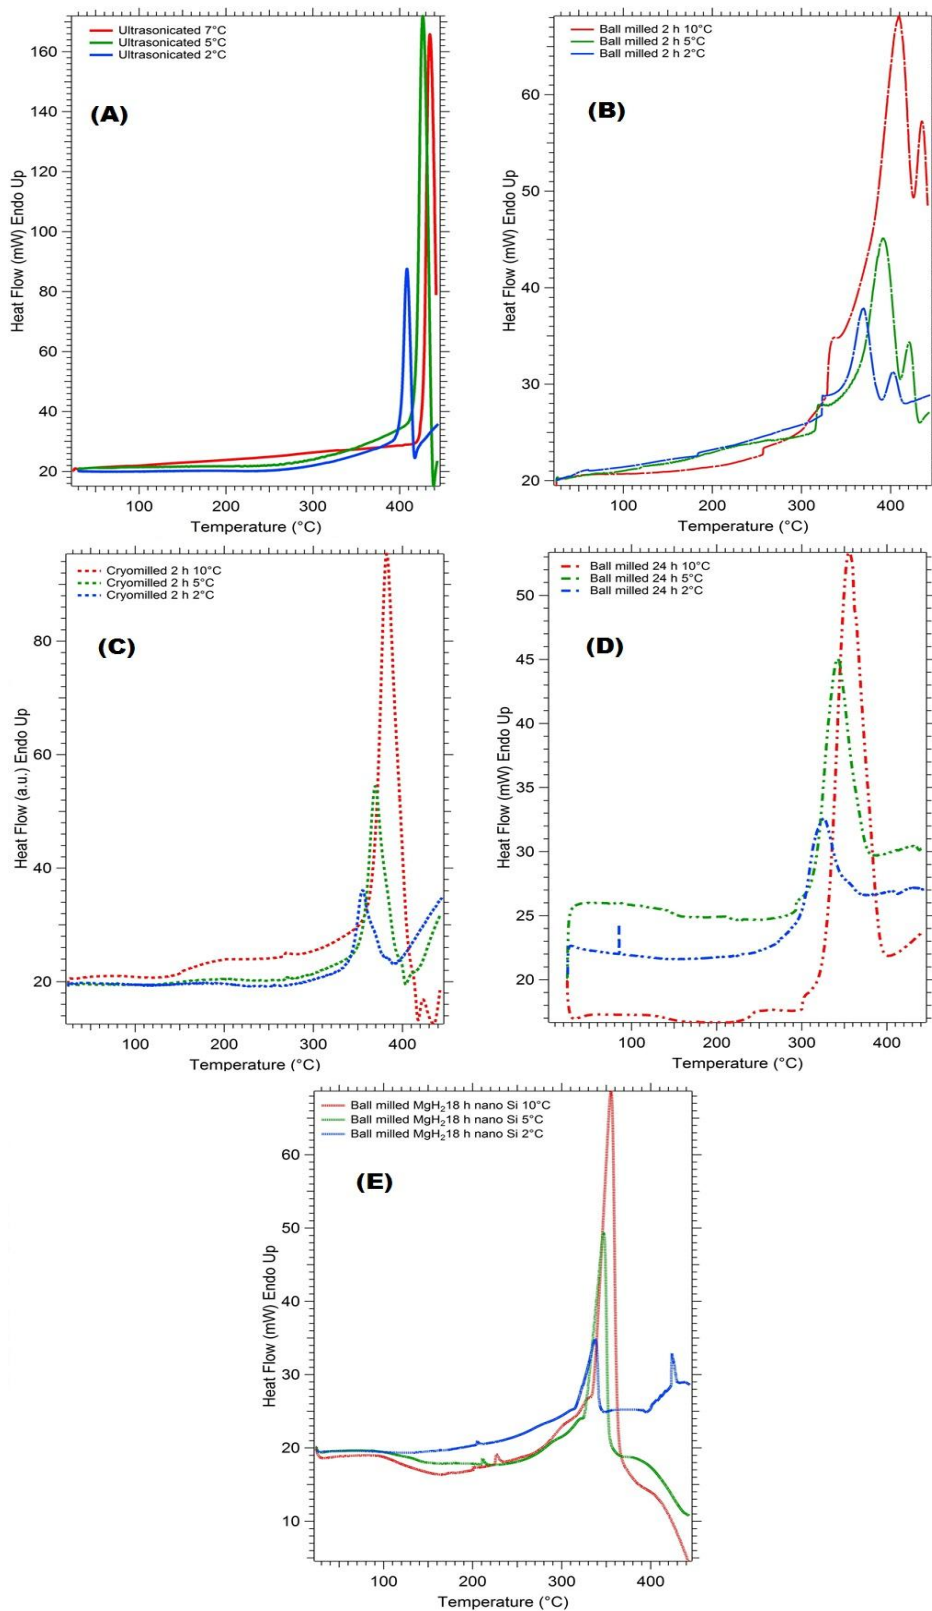 Ultrasonicated 7°C
Ultrasonicated 5°C
Ultrasonicated 2°C
(A)
160
140
120
100
80
60
40
20
Heat Flow (mW) Endo Up
100 200 300 400
Temperature (°C)
Ball milled 2 h 10°C
Ball milled 2 h 5°C
Ball milled 2 h 2°C
(B)
60
50
40
30
20
Heat Flow (mW) Endo Up
100 200 300 400
Temperature (°C)
Cryomilled 2 h 10°C
Cryomilled 2 h 5°C
Cryomilled 2 h 2°C
(C)
80
60
40
20
Heat Flow (a.u.) Endo Up
100 200 300 400
Temperature (°C)
Ball milled 24 h 10°C
Ball milled 24 h 5°C
Ball milled 24 h 2°C
(D)
50
45
40
35
30
25
20
Heat Flow (mW) Endo Up
100 200 300 400
Temperature (°C)
Ball milled MgH₂18 h nano Si 10°C
Ball milled MgH₂18 h nano Si 5°C
Ball milled MgH₂18 h nano Si 2°C
(E)
60
50
40
30
20
10
Heat Flow (mW) Endo Up
100 200 300 400
Temperature (°C)